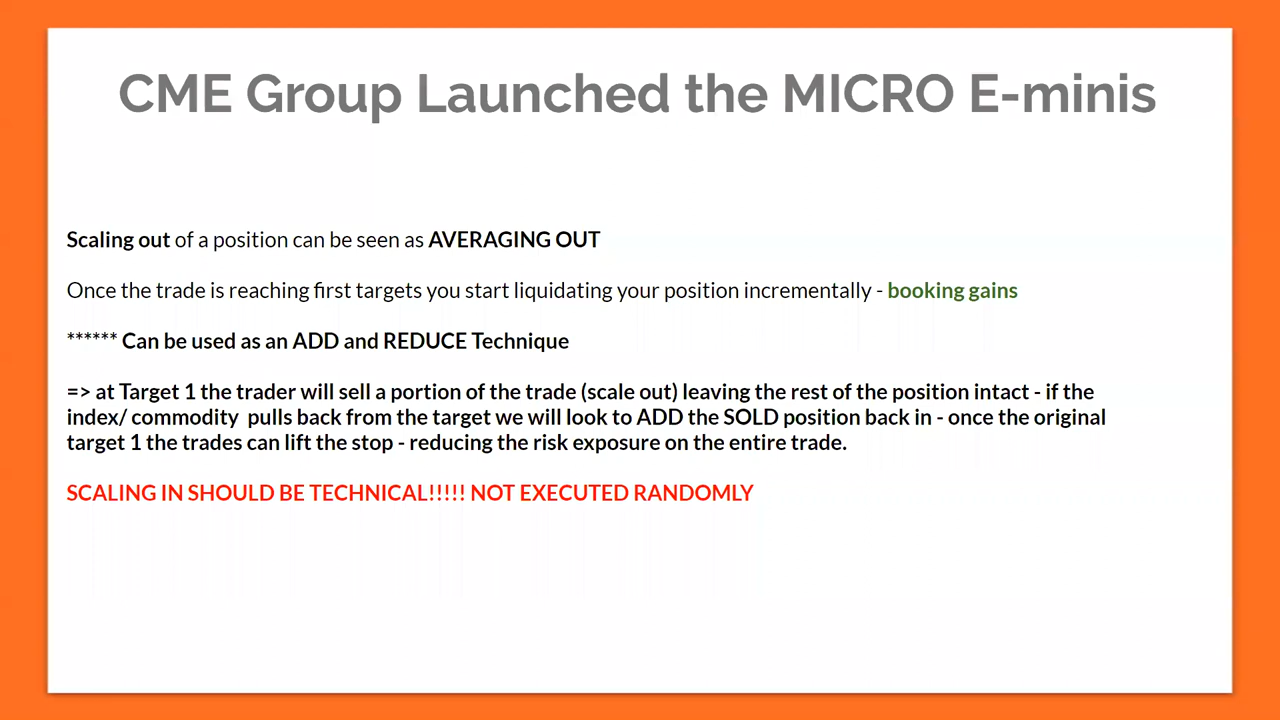 CME Group Launched the MICRO E-minis
Scaling out of a position can be seen as AVERAGING OUT
Once the trade is reaching first targets you start liquidating your position incrementally - booking gains
****** Can be used as an ADD and REDUCE Technique
=> at Target 1 the trader will sell a portion of the trade (scale out) leaving the rest of the position intact - if the
index/ commodity  pulls back from the target we will look to ADD the SOLD position back in - once the original
target 1 the trades can lift the stop - reducing the risk exposure on the entire trade.
SCALING IN SHOULD BE TECHNICAL!!!!! NOT EXECUTED RANDOMLY